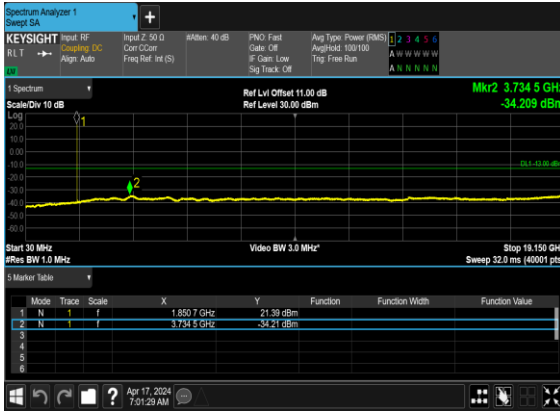 Spectrum Analyzer 1
Swept SA
+
KEYSIGHT
RLT
Input: RF
Coupling: DC
Align: Auto
Input Z: 50 Ω
Corr CCorr
Freq Ref: Int (S)
#Atten: 40 dB
PNO: Fast
Gate: Off
IF Gain: Low
Sig Track: Off
Avg Type: Power (RMS)
Avg|Hold: 100/100
Trig: Free Run
1 2 3 4 5 6
A W W W W W
A N N N N N
1 Spectrum
Scale/Div 10 dB
Ref Lvl Offset 11.00 dB
Ref Level 30.00 dBm
Mkr2 3.734 5 GHz
-34.209 dBm
Log
20.0
10.0
0.00
-10.0
-20.0
-30.0
-40.0
-50.0
-60.0
1
2
DL1 -13.00 dBm
Start 30 MHz
#Res BW 1.0 MHz
Video BW 3.0 MHz*
Stop 19.150 GHz
Sweep 32.0 ms (40001 pts)
5 Marker Table
Mode Trace Scale X Y Function Function Width Function Value
1 N 1 f 1.850 7 GHz 21.39 dBm
2 N 1 f 3.734 5 GHz -34.21 dBm
3
4
5
6
?
Apr 17, 2024
7:01:29 AM